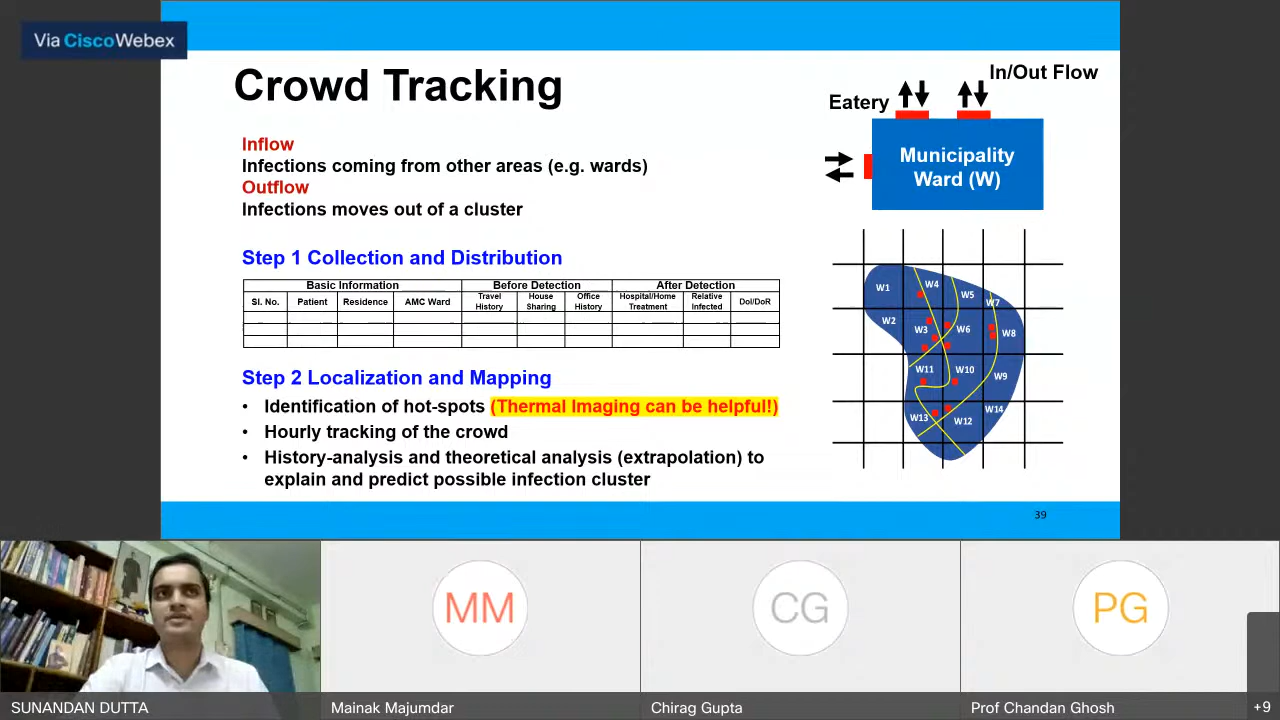 Via CiscoWebex
Crowd Tracking
Inflow
Infections coming from other areas (e.g. wards)
Outflow
Infections moves out of a cluster
In/Out Flow
Eatery
Municipality
Ward (W)
Step 1 Collection and Distribution
Basic Information Before Detection After Detection
Sl. No. Patient Residence AMC Ward Travel History House Sharing Office History Hospital/Home Treatment Relative Infected DoI/DoR
Step 2 Localization and Mapping
• Identification of hot-spots (Thermal Imaging can be helpful!)
• Hourly tracking of the crowd
• History-analysis and theoretical analysis (extrapolation) to
explain and predict possible infection cluster
W1 W4 W5 W7
W2 W3 W6 W8
W11 W10 W9
W13 W12 W14
39
MM CG PG
SUNANDAN DUTTA Mainak Majumdar Chirag Gupta Prof Chandan Ghosh +9